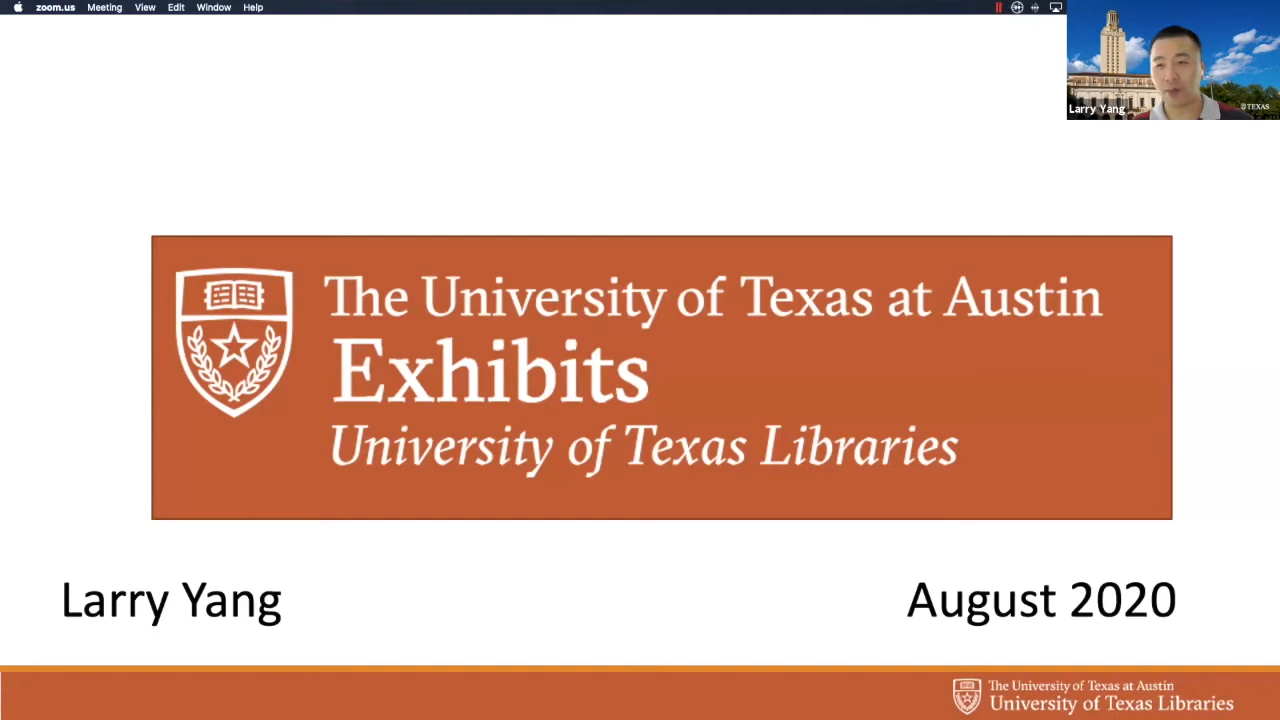 zoom.us Meeting View Edit Window Help
Larry Yang
TEXAS
The University of Texas at Austin
Exhibits
University of Texas Libraries
Larry Yang
August 2020
The University of Texas at Austin
University of Texas Libraries